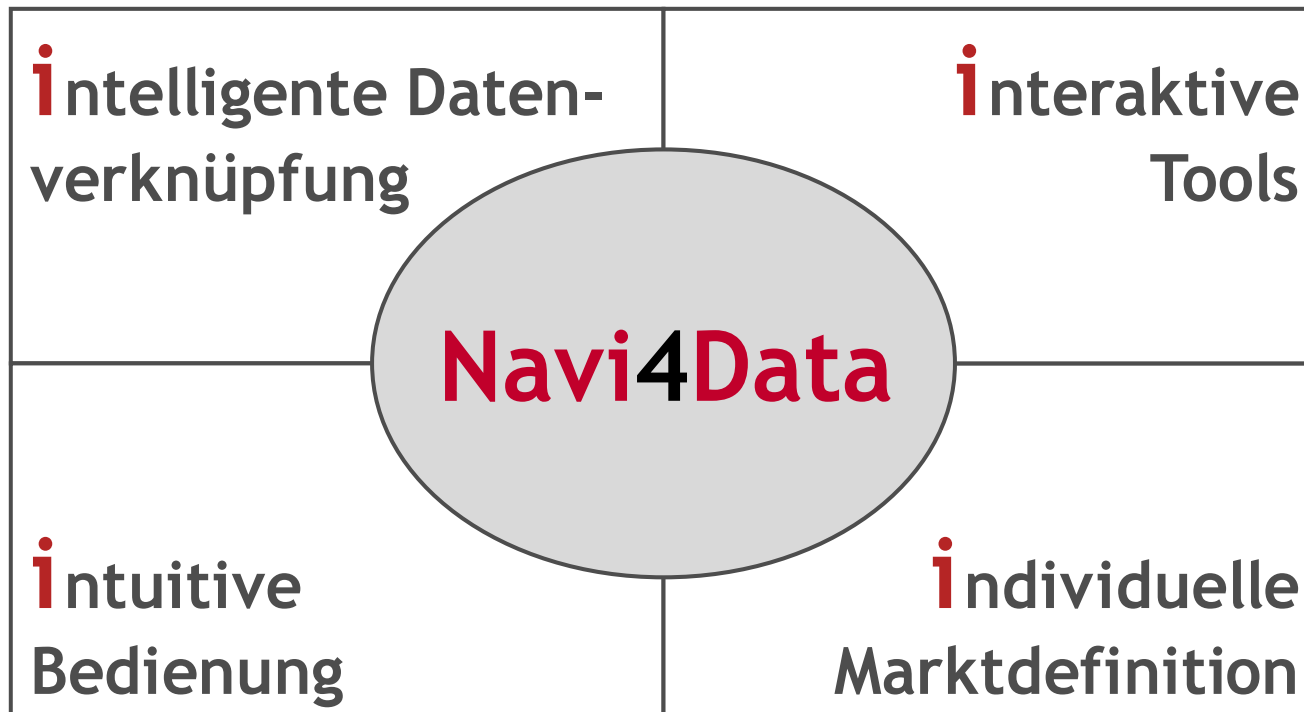 intelligente Daten-
verknüpfung
interaktive
Tools
Navi4Data
intuitive
Bedienung
individuelle
Marktdefinition